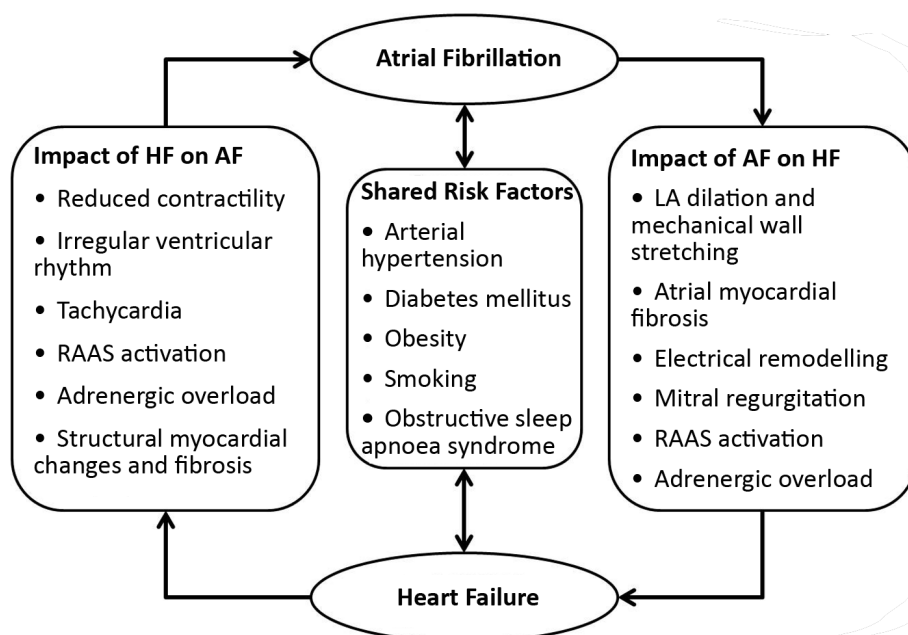 Atrial Fibrillation
Impact of HF on AF
• Reduced contractility
• Irregular ventricular
rhythm
• Tachycardia
• RAAS activation
• Adrenergic overload
• Structural myocardial
changes and fibrosis
Shared Risk Factors
• Arterial
hypertension
• Diabetes mellitus
• Obesity
• Smoking
• Obstructive sleep
apnoea syndrome
Impact of AF on HF
• LA dilation and
mechanical wall
stretching
• Atrial myocardial
fibrosis
• Electrical remodelling
• Mitral regurgitation
• RAAS activation
• Adrenergic overload
Heart Failure